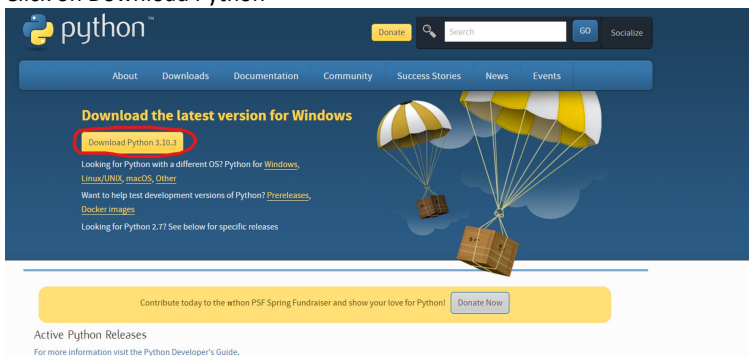 Click on Download Python
python™
Donate
Search
GO
Socialize
About Downloads Documentation Community Success Stories News Events
Download the latest version for Windows
Download Python 3.10.3
Looking for Python with a different OS? Python for Windows,
Linux/UNIX, macOS, Other
Want to help test development versions of Python? Prereleases,
Docker images
Looking for Python 2.7? See below for specific releases
Contribute today to the python PSF Spring Fundraiser and show your love for Python! Donate Now
Active Python Releases
For more information visit the Python Developer's Guide.